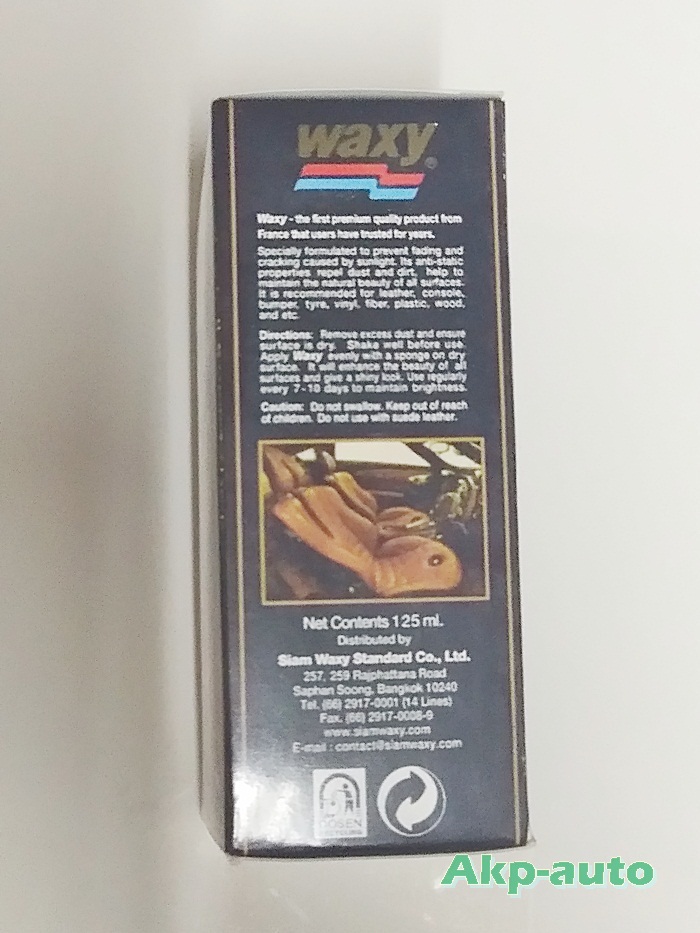 waxy®
Waxy - the first premium quality product from
France that users have trusted for years.
Specially formulated to prevent fading and
cracking caused by sunlight. Its anti-static
properties repel dust and dirt, help to
maintain the natural beauty of all surfaces.
It is recommended for leather, console,
bumper, tyre, vinyl, fiber, plastic, wood,
and etc.
Directions: Remove excess dust and ensure
surface is dry. Shake well before use.
Apply Waxy evenly with a sponge on dry
surface. It will enhance the beauty of all
surfaces and give a shiny look. Use regularly
every 7-10 days to maintain brightness.
Caution: Do not swallow. Keep out of reach
of children. Do not use with suede leather.
Net Contents 125 ml.
Distributed by
Siam Waxy Standard Co., Ltd.
257, 259 Rajphattana Road
Saphan Soong, Bangkok 10240
Tel. (66) 2917-0001 (14 Lines)
Fax. (66) 2917-0008-9
www.siamwaxy.com
E-mail : contact@siamwaxy.com
DOSEN
RECYCLING
Akp-auto